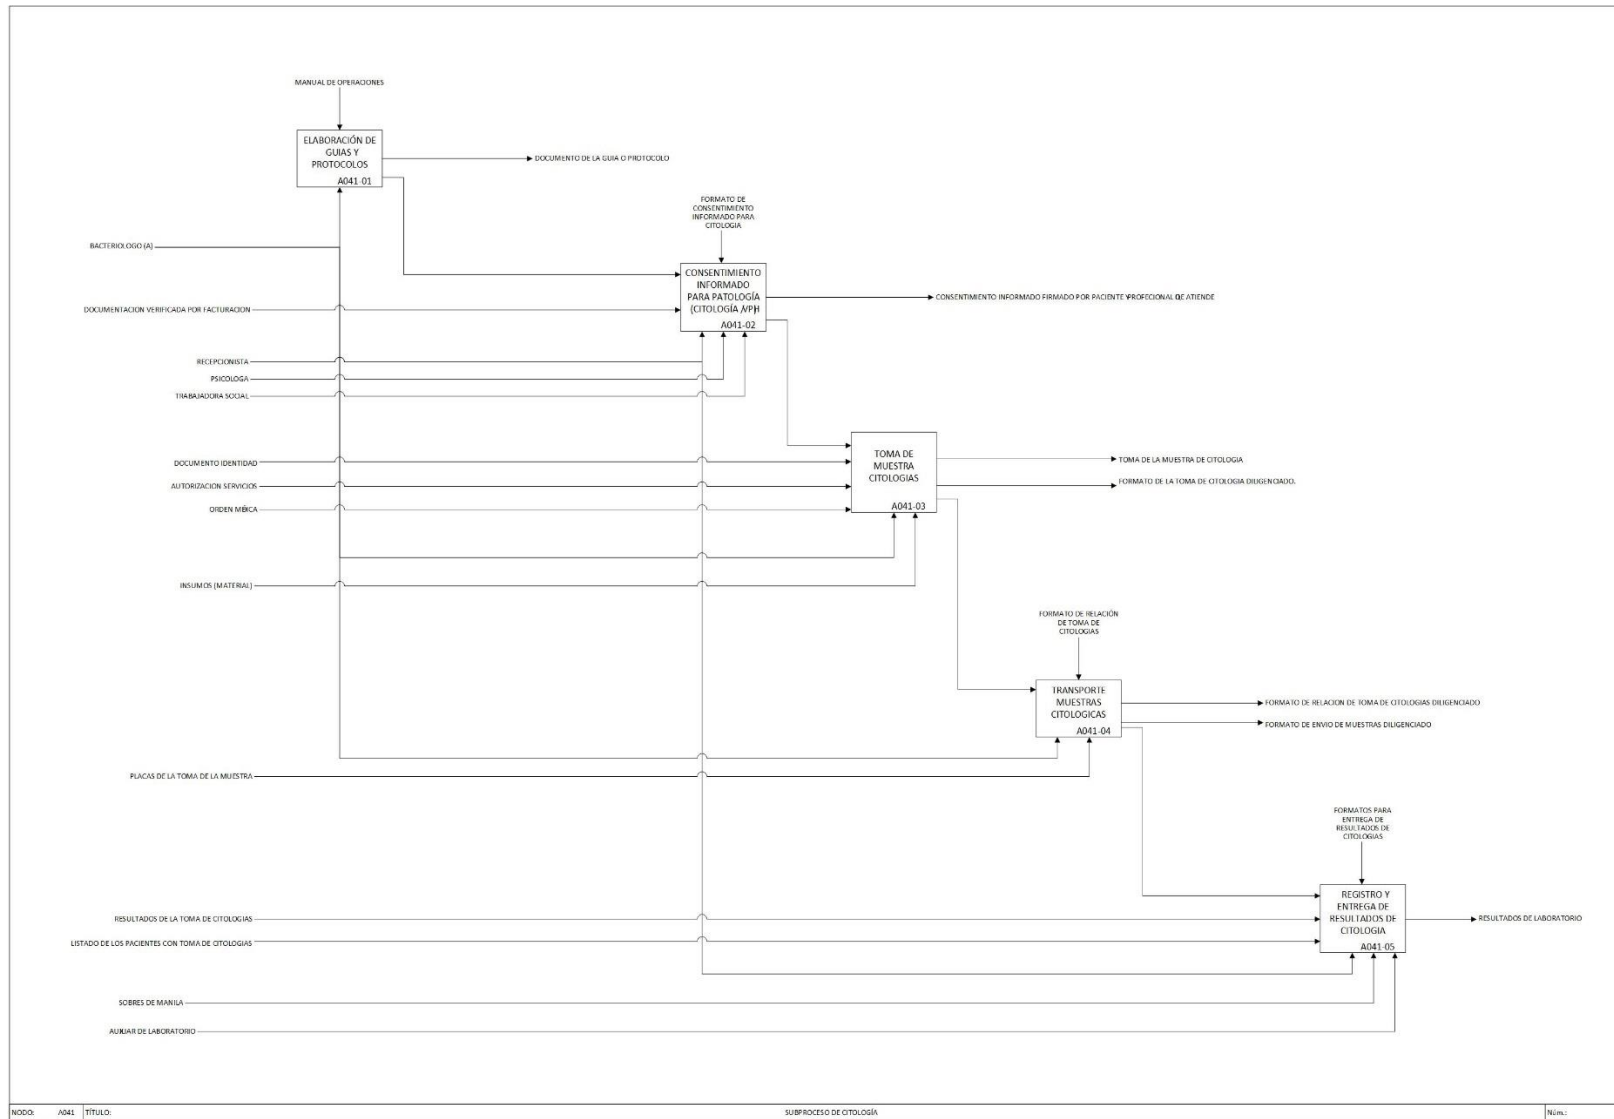 MANUAL DE OPERACIONES
ELABORACIÓN DE
GUIAS Y
PROTOCOLOS
A041-01
DOCUMENTO DE LA GUIA O PROTOCOLO
FORMATO DE
CONSENTIMIENTO
INFORMADO PARA
CITOLOGIA
BACTERIOLOGO (A)
CONSENTIMIENTO
INFORMADO
PARA PATOLOGÍA
(CITOLOGÍA /VPH
A041-02
CONSENTIMIENTO INFORMADO FIRMADO POR PACIENTE Y PROFECIONAL QUE ATIENDE
DOCUMENTACION VERIFICADA POR FACTURACION
RECEPCIONISTA
PSICOLOGA
TRABAJADORA SOCIAL
TOMA DE
MUESTRA
CITOLOGIAS
A041-03
TOMA DE LA MUESTRA DE CITOLOGIA
FORMATO DE LA TOMA DE CITOLOGIA DILIGENCIADO.
DOCUMENTO IDENTIDAD
AUTORIZACION SERVICIOS
ORDEN MÉICA
INSUMOS (MATERIAL)
FORMATO DE RELACIÓN
DE TOMA DE
CITOLOGIAS
TRANSPORTE
MUESTRAS
CITOLOGICAS
A041-04
FORMATO DE RELACION DE TOMA DE CITOLOGIAS DILIGENCIADO
FORMATO DE ENVIO DE MUESTRAS DILIGENCIADO
PLACAS DE LA TOMA DE LA MUESTRA
FORMATOS PARA
ENTREGA DE
RESULTADOS DE
CITOLOGIAS
REGISTRO Y
ENTREGA DE
RESULTADOS DE
CITOLOGIA
A041-05
RESULTADOS DE LABORATORIO
RESULTADOS DE LA TOMA DE CITOLOGIAS
LISTADO DE LOS PACIENTES CON TOMA DE CITOLOGIAS
SOBRES DE MANILA
AUXILIAR DE LABORATORIO
NODO: A041 TÍTULO: SUBPROCESO DE CITOLOGÍA Núm.: